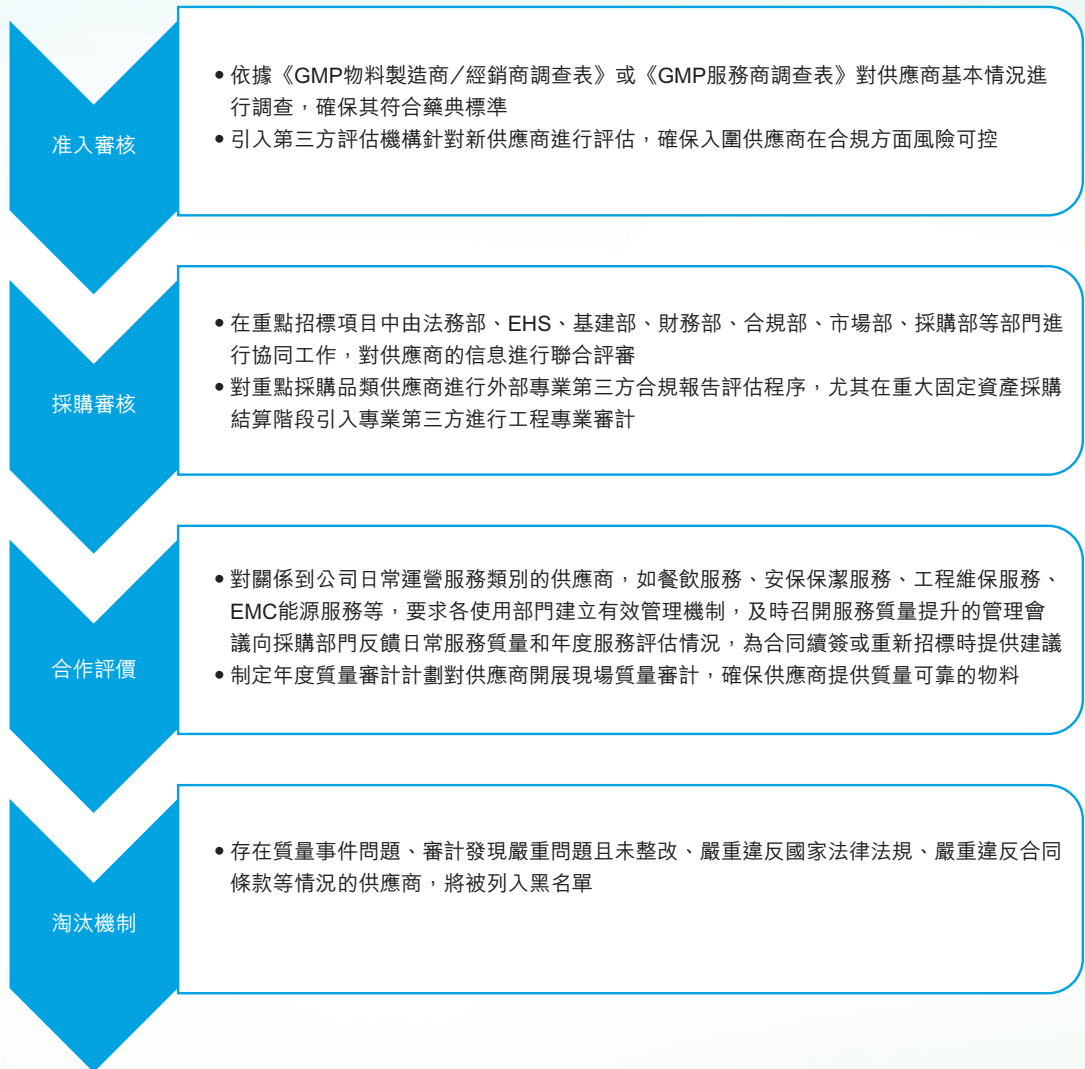 准入審核
• 依據《GMP物料製造商／經銷商調查表》或《GMP服務商調查表》對供應商基本情況進
行調查，確保其符合藥典標準
• 引入第三方評估機構針對新供應商進行評估，確保入圍供應商在合規方面風險可控
採購審核
• 在重點招標項目中由法務部、EHS、基建部、財務部、合規部、市場部、採購部等部門進
行協同工作，對供應商的信息進行聯合評審
• 對重點採購品類供應商進行外部專業第三方合規報告評估程序，尤其在重大固定資產採購
結算階段引入專業第三方進行工程專業審計
合作評價
• 對關係到公司日常運營服務類別的供應商，如餐飲服務、安保保潔服務、工程維保服務、
EMC能源服務等，要求各使用部門建立有效管理機制，及時召開服務質量提升的管理會
議向採購部門反饋日常服務質量和年度服務評估情況，為合同續簽或重新招標時提供建議
• 制定年度質量審計計劃對供應商開展現場質量審計，確保供應商提供質量可靠的物料
淘汰機制
• 存在質量事件問題、審計發現嚴重問題且未整改、嚴重違反國家法律法規、嚴重違反合同
條款等情況的供應商，將被列入黑名單